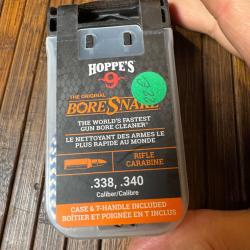 HOPPE'S
9
THE ORIGINAL
BORESNAKE
THE WORLD'S FASTEST
GUN BORE CLEANER
LE NETTOYANT DES ARMES LE
PLUS RAPIDE AU MONDE
RIFLE
CARABINE
.338, .340
Caliber/Calibre
CASE & T-HANDLE INCLUDED
BOÎTIER ET POIGNÉE EN T INCLUS